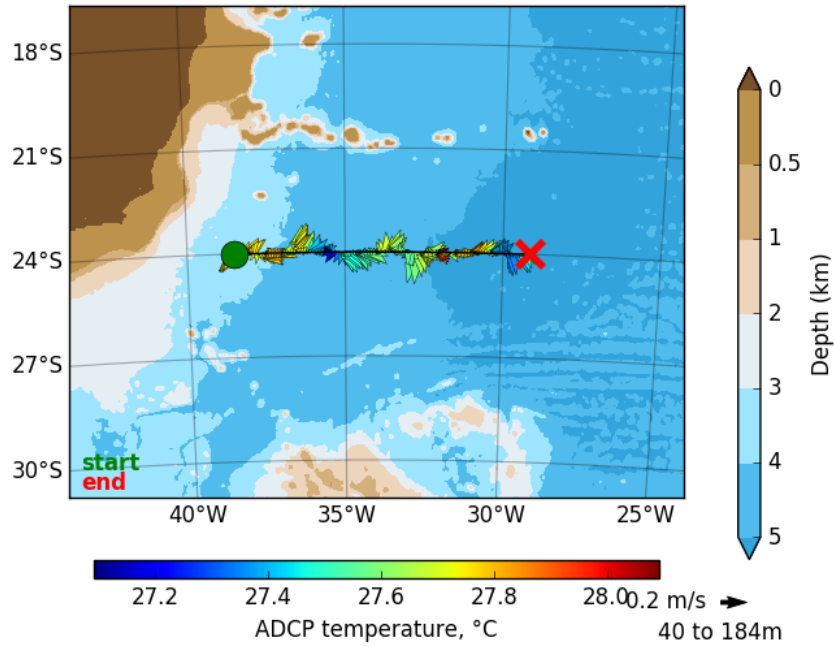 18°S
21°S
24°S
27°S
30°S
start
end
40°W 35°W 30°W 25°W
0
0.5
1
2
3
4
5
Depth (km)
27.2 27.4 27.6 27.8 28.0
0.2 m/s
ADCP temperature, °C
40 to 184m